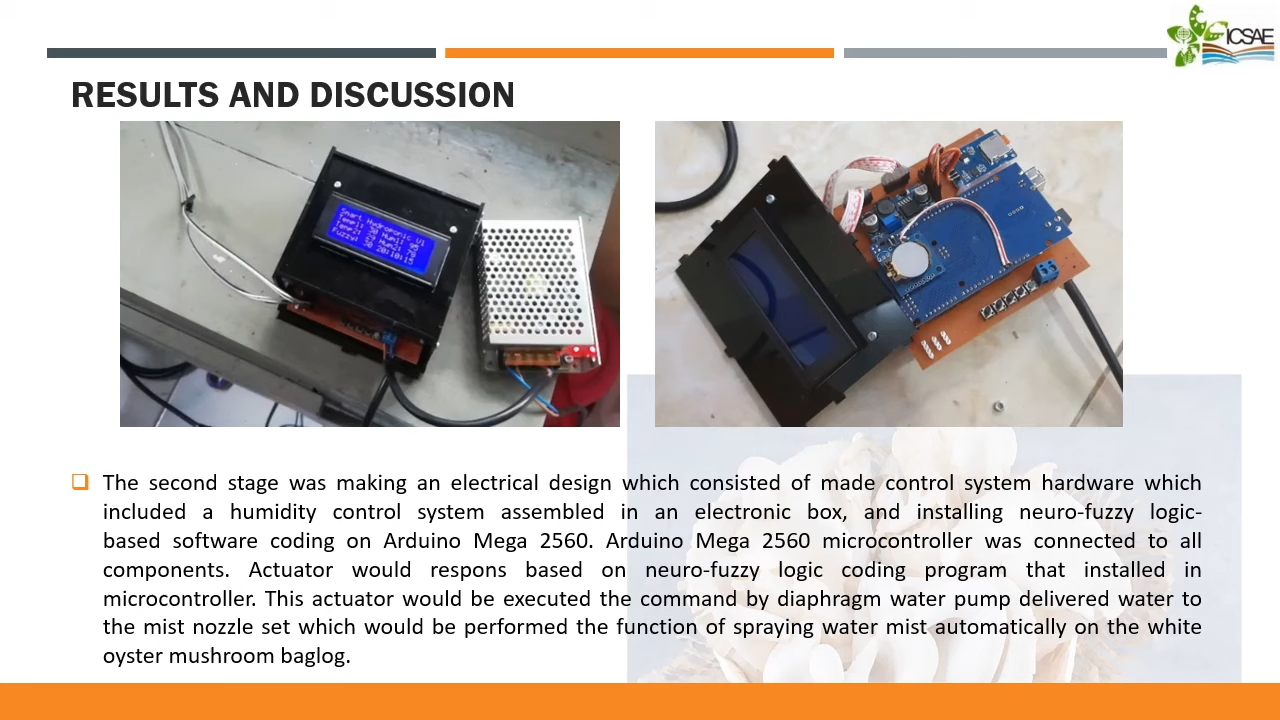 ICSAE
RESULTS AND DISCUSSION
Smart Hydroponic V1
The second stage was making an electrical design which consisted of made control system hardware which
included a humidity control system assembled in an electronic box, and installing neuro-fuzzy logic-
based software coding on Arduino Mega 2560. Arduino Mega 2560 microcontroller was connected to all
components. Actuator would respons based on neuro-fuzzy logic coding program that installed in
microcontroller. This actuator would be executed the command by diaphragm water pump delivered water to
the mist nozzle set which would be performed the function of spraying water mist automatically on the white
oyster mushroom baglog.